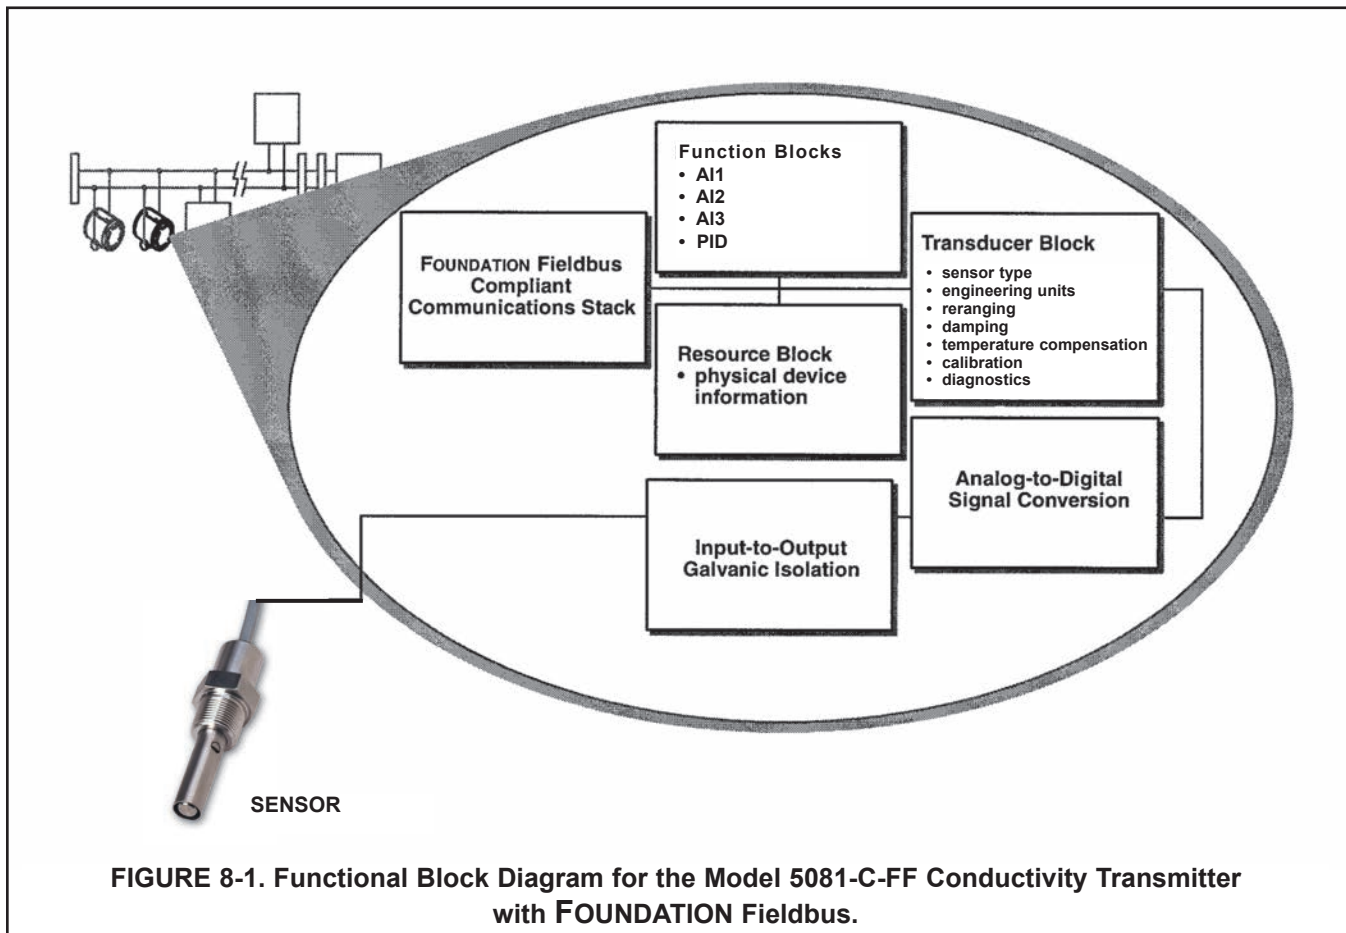 Function Blocks
• AI1
• AI2
• AI3
• PID
FOUNDATION Fieldbus
Compliant
Communications Stack
Transducer Block
• sensor type
• engineering units
• reranging
• damping
• temperature compensation
• calibration
• diagnostics
Resource Block
• physical device
information
Analog-to-Digital
Signal Conversion
Input-to-Output
Galvanic Isolation
SENSOR
FIGURE 8-1. Functional Block Diagram for the Model 5081-C-FF Conductivity Transmitter
with FOUNDATION Fieldbus.